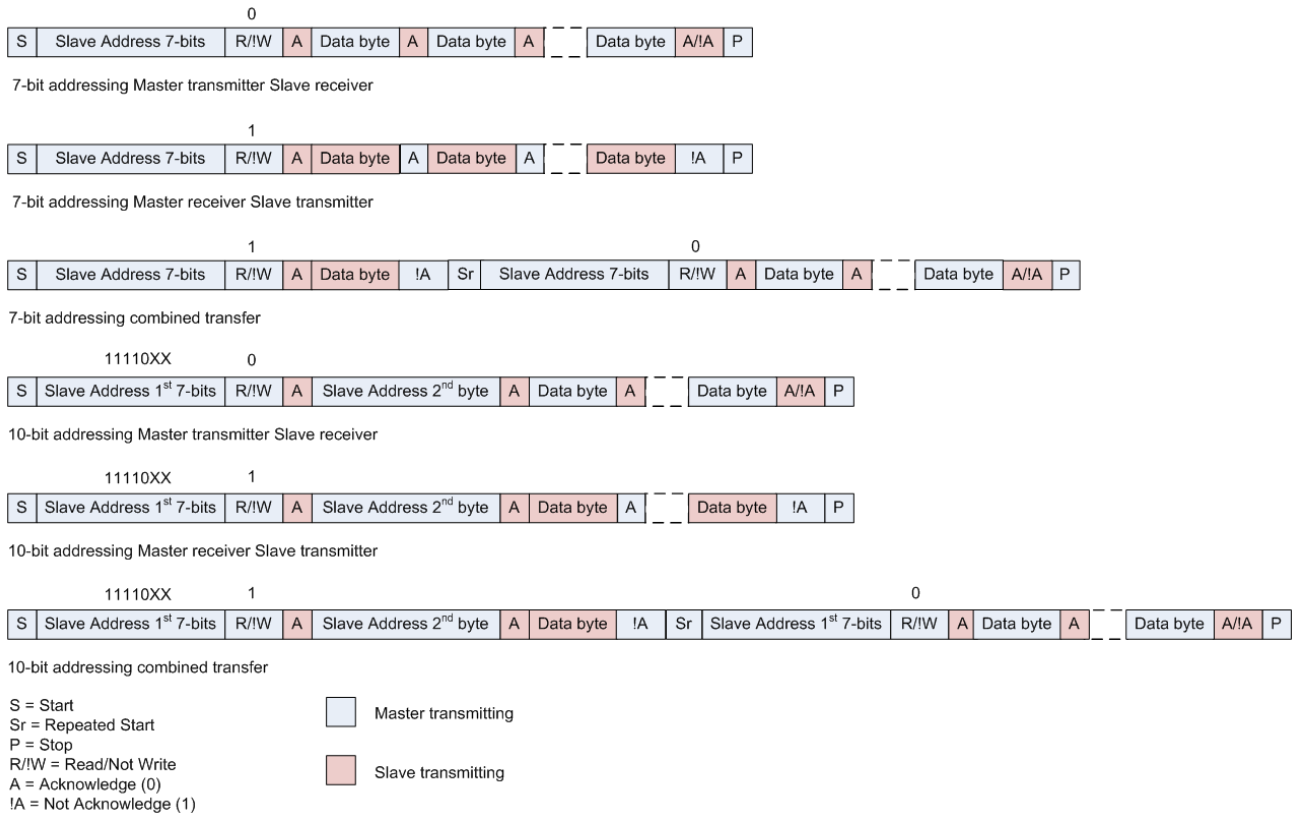 0
S Slave Address 7-bits R/!W A Data byte A Data byte A Data byte A/!A P
7-bit addressing Master transmitter Slave receiver
1
S Slave Address 7-bits R/!W A Data byte A Data byte A Data byte !A P
7-bit addressing Master receiver Slave transmitter
1 0
S Slave Address 7-bits R/!W A Data byte !A Sr Slave Address 7-bits R/!W A Data byte A Data byte A/!A P
7-bit addressing combined transfer
11110XX 0
S Slave Address 1st 7-bits R/!W A Slave Address 2nd byte A Data byte A Data byte A/!A P
10-bit addressing Master transmitter Slave receiver
11110XX 1
S Slave Address 1st 7-bits R/!W A Slave Address 2nd byte A Data byte A Data byte !A P
10-bit addressing Master receiver Slave transmitter
11110XX 1 0
S Slave Address 1st 7-bits R/!W A Slave Address 2nd byte A Data byte !A Sr Slave Address 1st 7-bits R/!W A Data byte A Data byte A/!A P
10-bit addressing combined transfer
S = Start
Sr = Repeated Start
P = Stop
R/!W = Read/Not Write
A = Acknowledge (0)
!A = Not Acknowledge (1)
Master transmitting
Slave transmitting